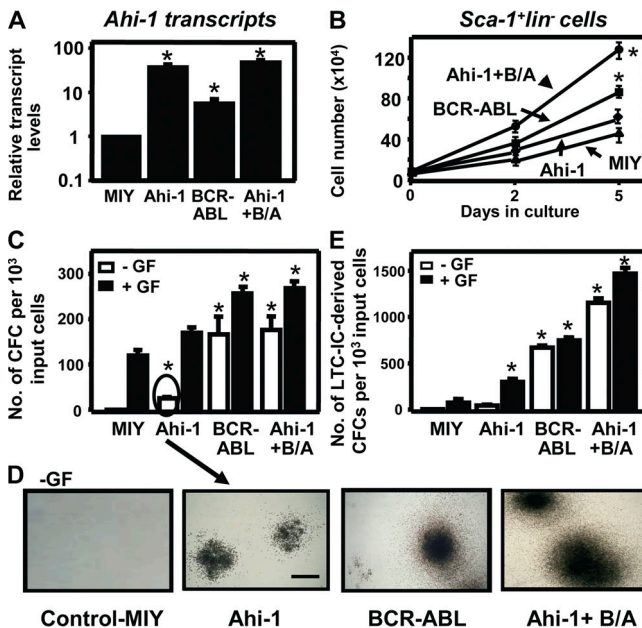 A
Ahi-1 transcripts
Relative transcript
levels
100
10
1
0.1
*
*
*
MIY
Ahi-1
BCR-
ABL
Ahi-1
+B/A
B
Sca-1+lin- cells
Cell number (x10⁴)
120
80
40
0
Ahi-1+B/A
BCR-ABL
Ahi-1
MIY
*
*
0
2
5
Days in culture
C
No. of CFC per 10³
input cells
300
200
100
0
- GF
+ GF
*
*
*
*
*
MIY
Ahi-1
BCR-
ABL
Ahi-1
+B/A
E
No. of LTC-IC-derived
CFCs per 10³ input cells
1500
1000
500
0
- GF
+ GF
*
*
*
*
*
MIY
Ahi-1
BCR-
ABL
Ahi-1
+B/A
D
-GF
Control-MIY
Ahi-1
BCR-ABL
Ahi-1+ B/A